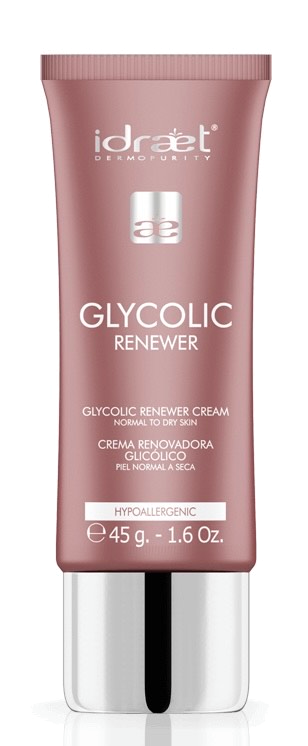 idraet®
DERMOPURITY
æ
GLYCOLIC
RENEWER
GLYCOLIC RENEWER CREAM
NORMAL TO DRY SKIN
CREMA RENOVADORA
GLICÓLICO
PIEL NORMAL A SECA
HYPOALLERGENIC
℮ 45 g. - 1.6 Oz.